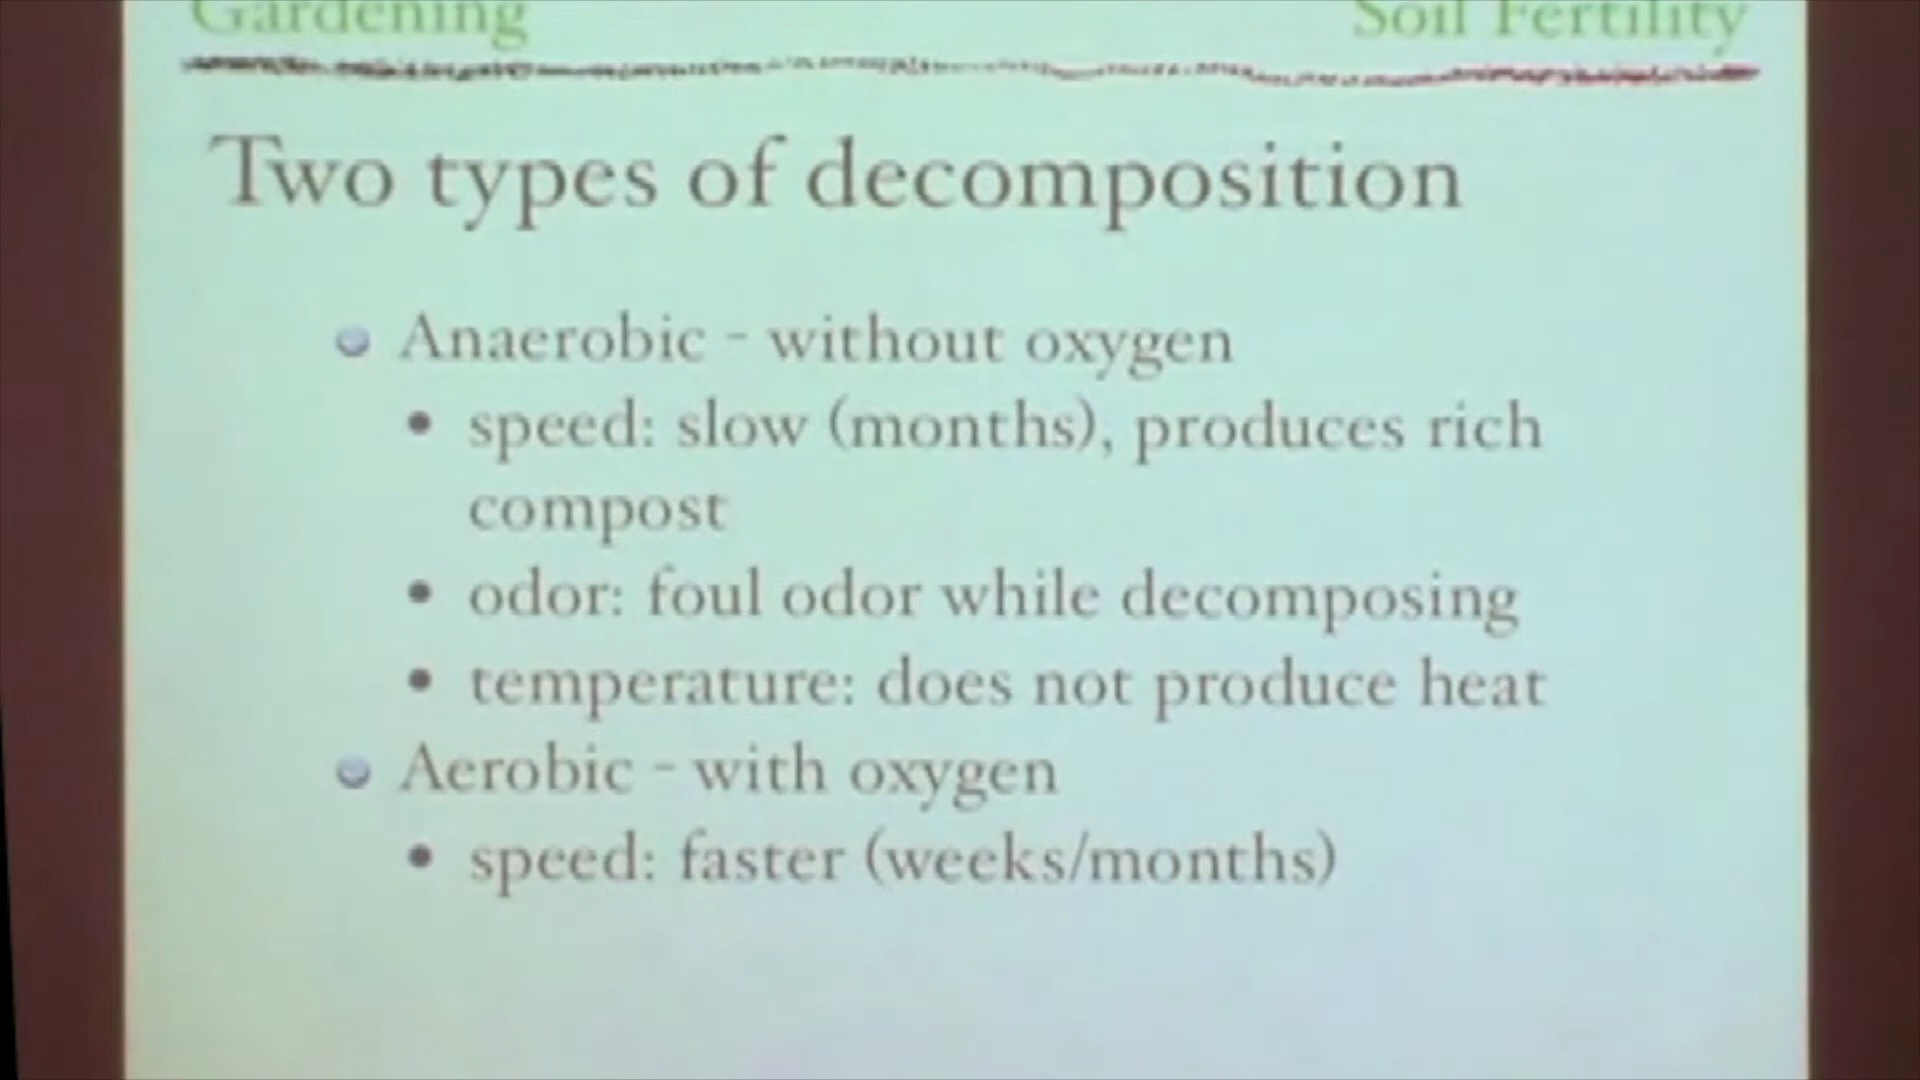 Gardening Soil Fertility
Two types of decomposition
Anaerobic - without oxygen
• speed: slow (months), produces rich
compost
• odor: foul odor while decomposing
• temperature: does not produce heat
Aerobic - with oxygen
• speed: faster (weeks/months)